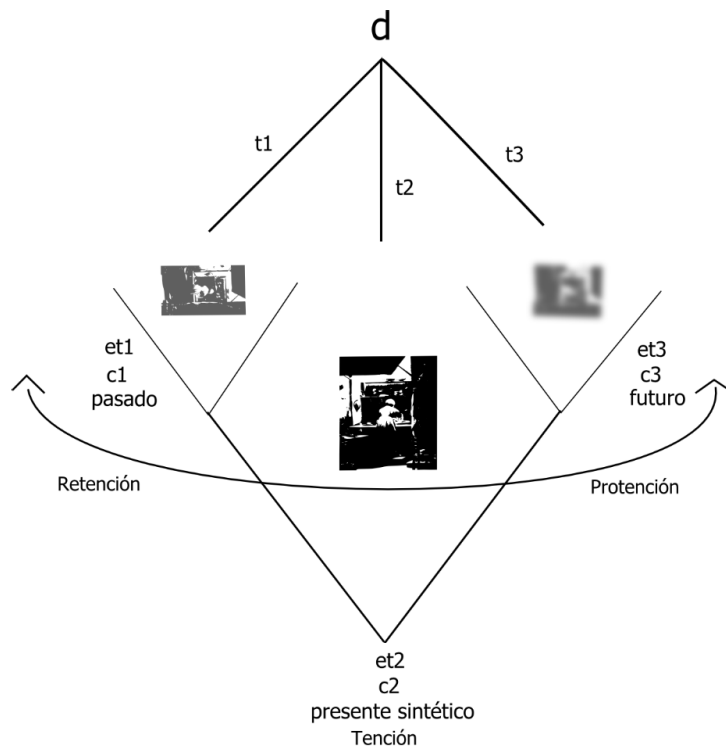 d
t1
t2
t3
et1
c1
pasado
et3
c3
futuro
Retención
Protención
et2
c2
presente sintético
Tención